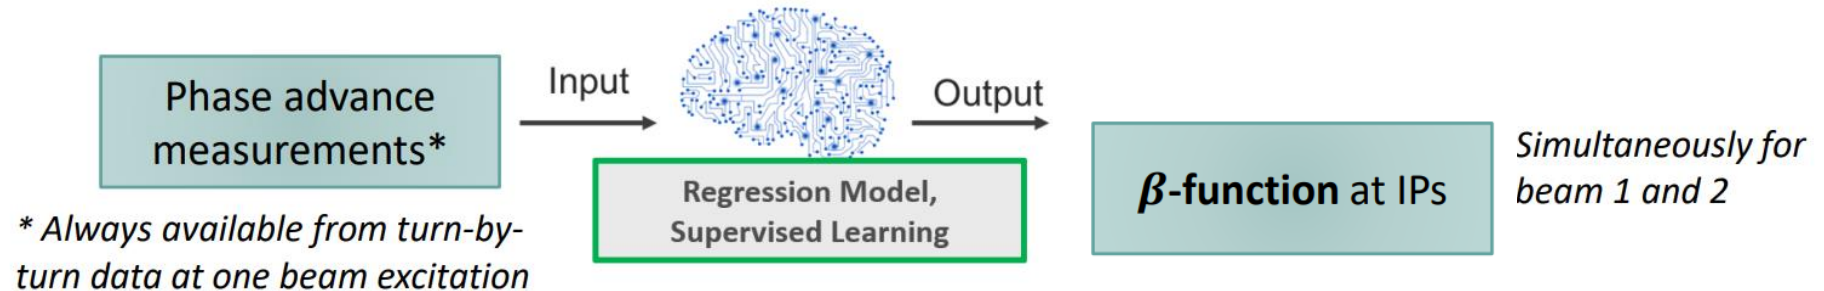 Phase advance
measurements*
* Always available from turn-by-
turn data at one beam excitation
Input
Regression Model,
Supervised Learning
Output
β-function at IPs
Simultaneously for
beam 1 and 2